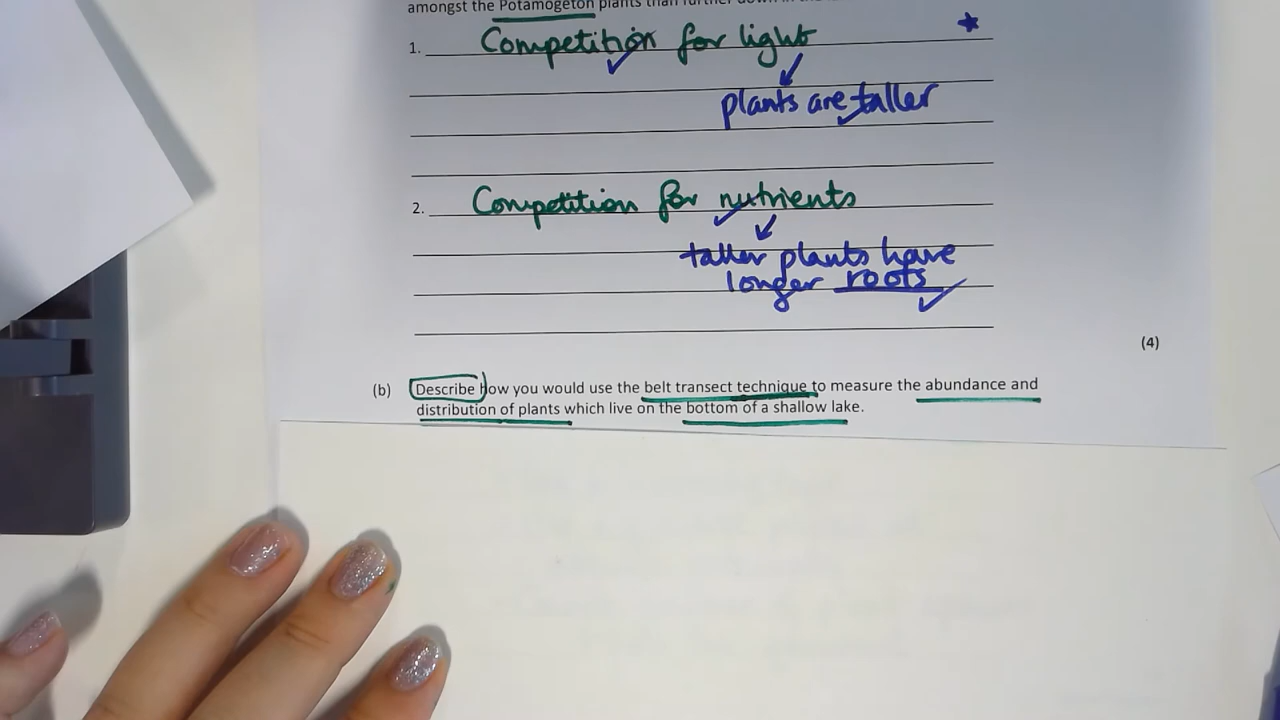 amongst the Potamogeton plants than further down in the
1. Competition for light
plants are taller
2. Competition for nutrients
taller plants have
longer roots
(4)
(b) Describe how you would use the belt transect technique to measure the abundance and
distribution of plants which live on the bottom of a shallow lake.